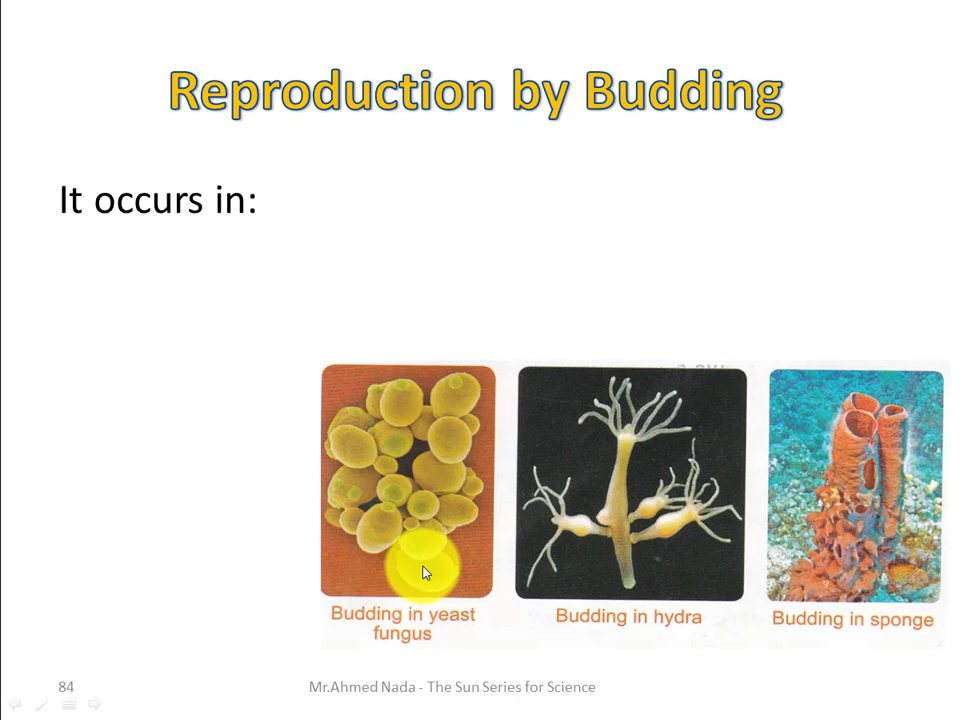 Reproduction by Budding
It occurs in:
Budding in yeast
fungus
Budding in hydra
Budding in sponge
84
Mr.Ahmed Nada - The Sun Series for Science